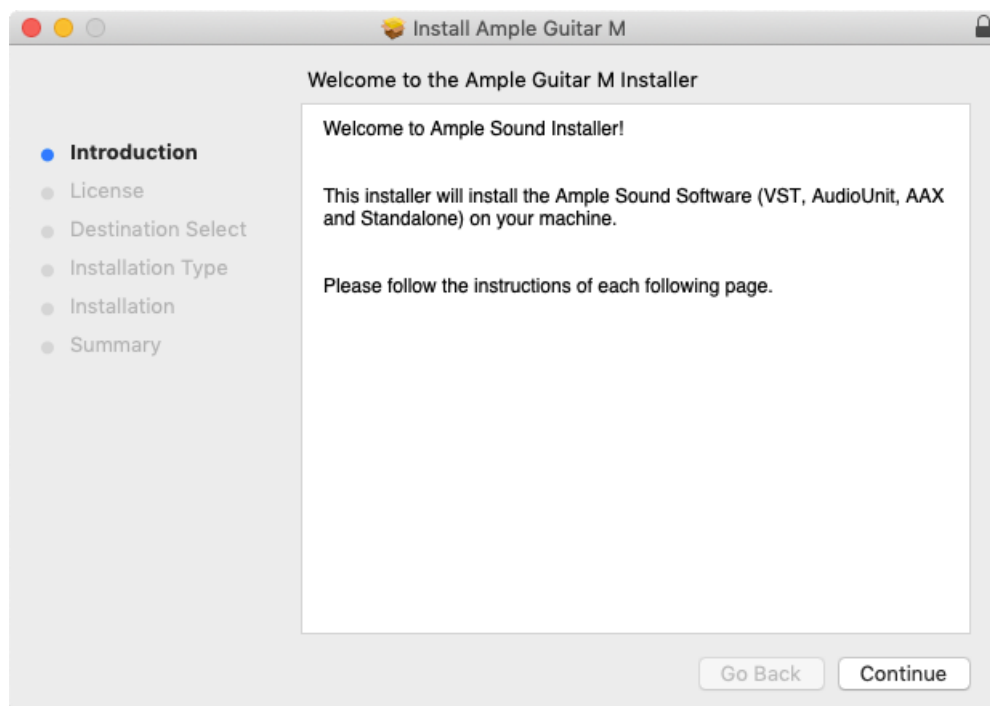 Install Ample Guitar M
Welcome to the Ample Guitar M Installer
Introduction
License
Destination Select
Installation Type
Installation
Summary
Welcome to Ample Sound Installer!
This installer will install the Ample Sound Software (VST, AudioUnit, AAX
and Standalone) on your machine.
Please follow the instructions of each following page.
Go Back
Continue